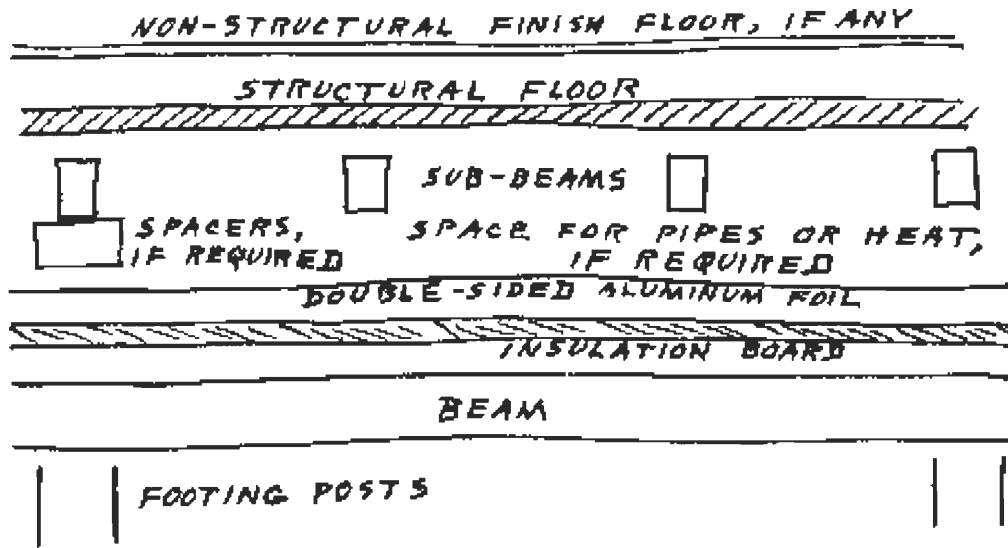 NON-STRUCTURAL FINISH FLOOR, IF ANY
STRUCTURAL FLOOR
SUB-BEAMS
SPACERS,
IF REQUIRED
SPACE FOR PIPES OR HEAT,
IF REQUIRED
DOUBLE-SIDED ALUMINUM FOIL
INSULATION BOARD
BEAM
FOOTING POSTS